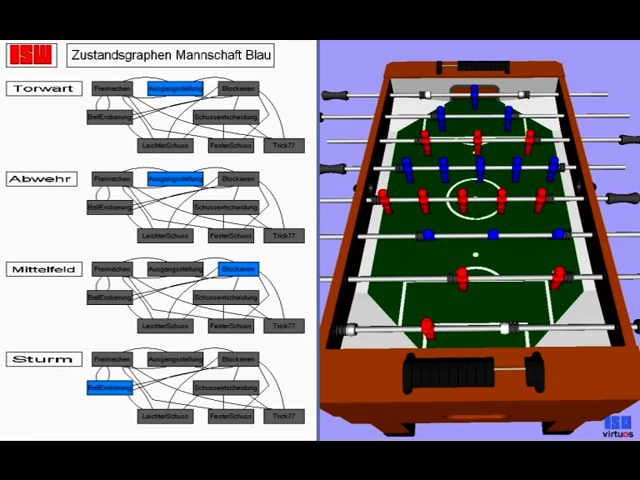 ISW
Zustandsgraphen Mannschaft Blau
Torwart
Freimachen Ausgangsstellung Blockieren
BallEroberung Schussentscheidung
LeichterSchuss FesterSchuss Trick77
Abwehr
Freimachen Ausgangsstellung Blockieren
BallEroberung Schussentscheidung
LeichterSchuss FesterSchuss Trick77
Mittelfeld
Freimachen Ausgangsstellung Blockieren
BallEroberung Schussentscheidung
LeichterSchuss FesterSchuss Trick77
Sturm
Freimachen Ausgangsstellung Blockieren
BallEroberung Schussentscheidung
LeichterSchuss FesterSchuss Trick77
virtuos